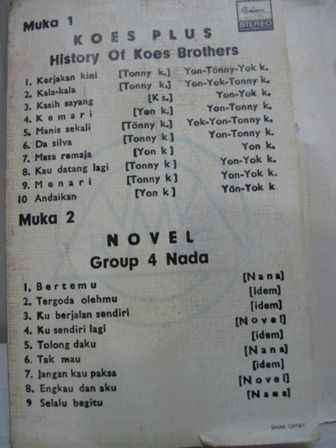 Muka 1
KOES PLUS
STEREO
History Of Koes Brothers
1. Kerjakan kini [Tonny k.] Yon-Tonny-Yok k.
2. Kala-kala [Tonny k.] Yon-Yok-Tonny k.
3. Kasih sayang [K s.] Yon-Yok k.
4. Kemari [Yon k.] Yon-Tonny k.
5. Manis sekali [Tonny k.] Yok-Yon-Tonny k.
6. Da silva [Tonny k] Yon-Tonny k.
7. Masa remaja [Yon k] Yon k.
8. Kau datang lagi [Tonny k] Yon-Yok k.
9. Menari [Tonny k] Yon-Yok k.
10 Andaikan [Yon k] Yon-Yok k
Muka 2
NOVEL
Group 4 Nada
1. Bertemu [Nana]
2. Tergoda olehmu [idem]
3. Ku berjalan sendiri [idem]
4. Ku sendiri lagi [Novel]
5. Tolong daku [idem]
6. Tak mau [Nana]
7. Jangan kau paksa [idem]
8. Engkau dan aku [Novel]
9 Selalu begitu [Nana]
SINAR OFFSET